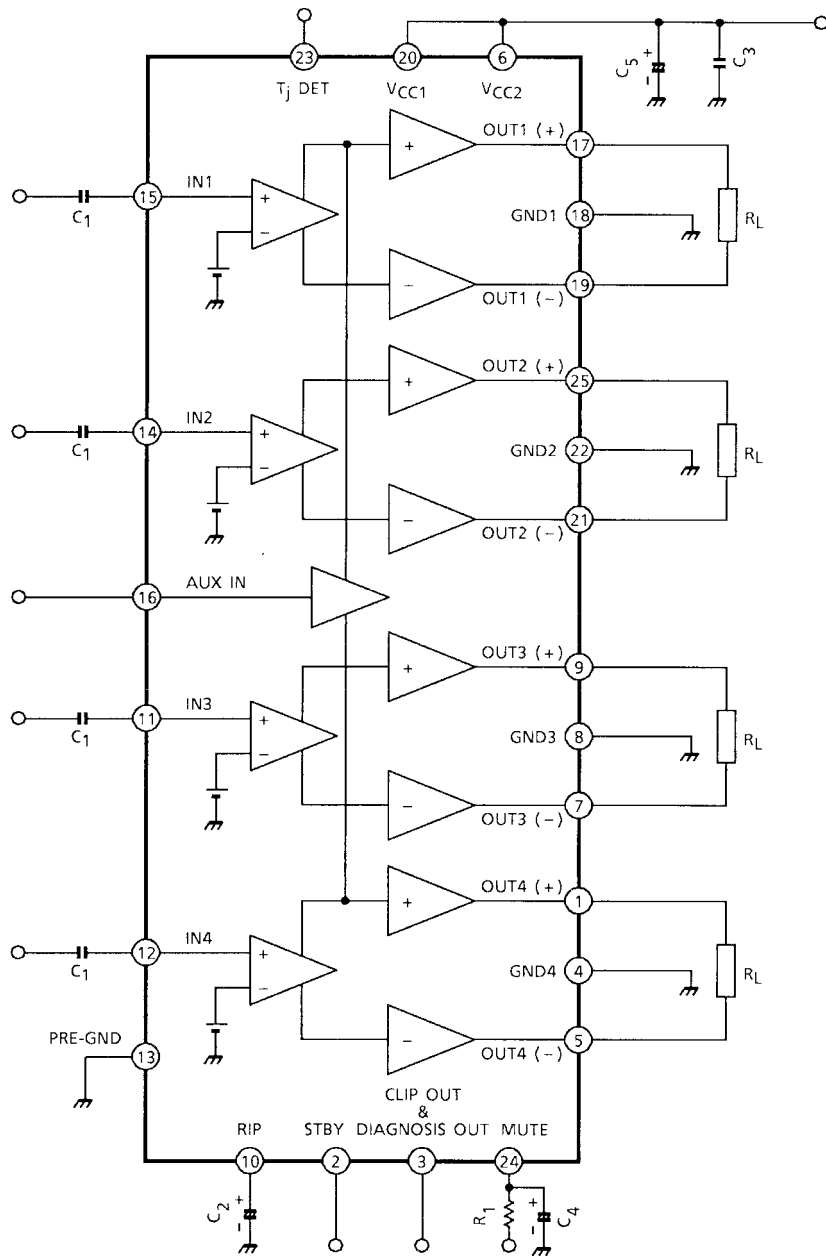 23 20 6
Tj DET VCC1 VCC2
+ - C5 C3
OUT1 (+) 17
15 IN1 + - C1
GND1 18 RL
+
-
OUT1 (-) 19
OUT2 (+) 25
14 IN2 + - C1
GND2 22 RL
+
-
OUT2 (-) 21
16 AUX IN
OUT3 (+) 9
11 IN3 + - C1
GND3 8 RL
+
-
OUT3 (-) 7
OUT4 (+) 1
12 IN4 + - C1
GND4 4 RL
+
-
OUT4 (-) 5
PRE-GND 13
CLIP OUT
&
RIP STBY DIAGNOSIS OUT MUTE
10 2 3 24
C2 + - R1 + - C4